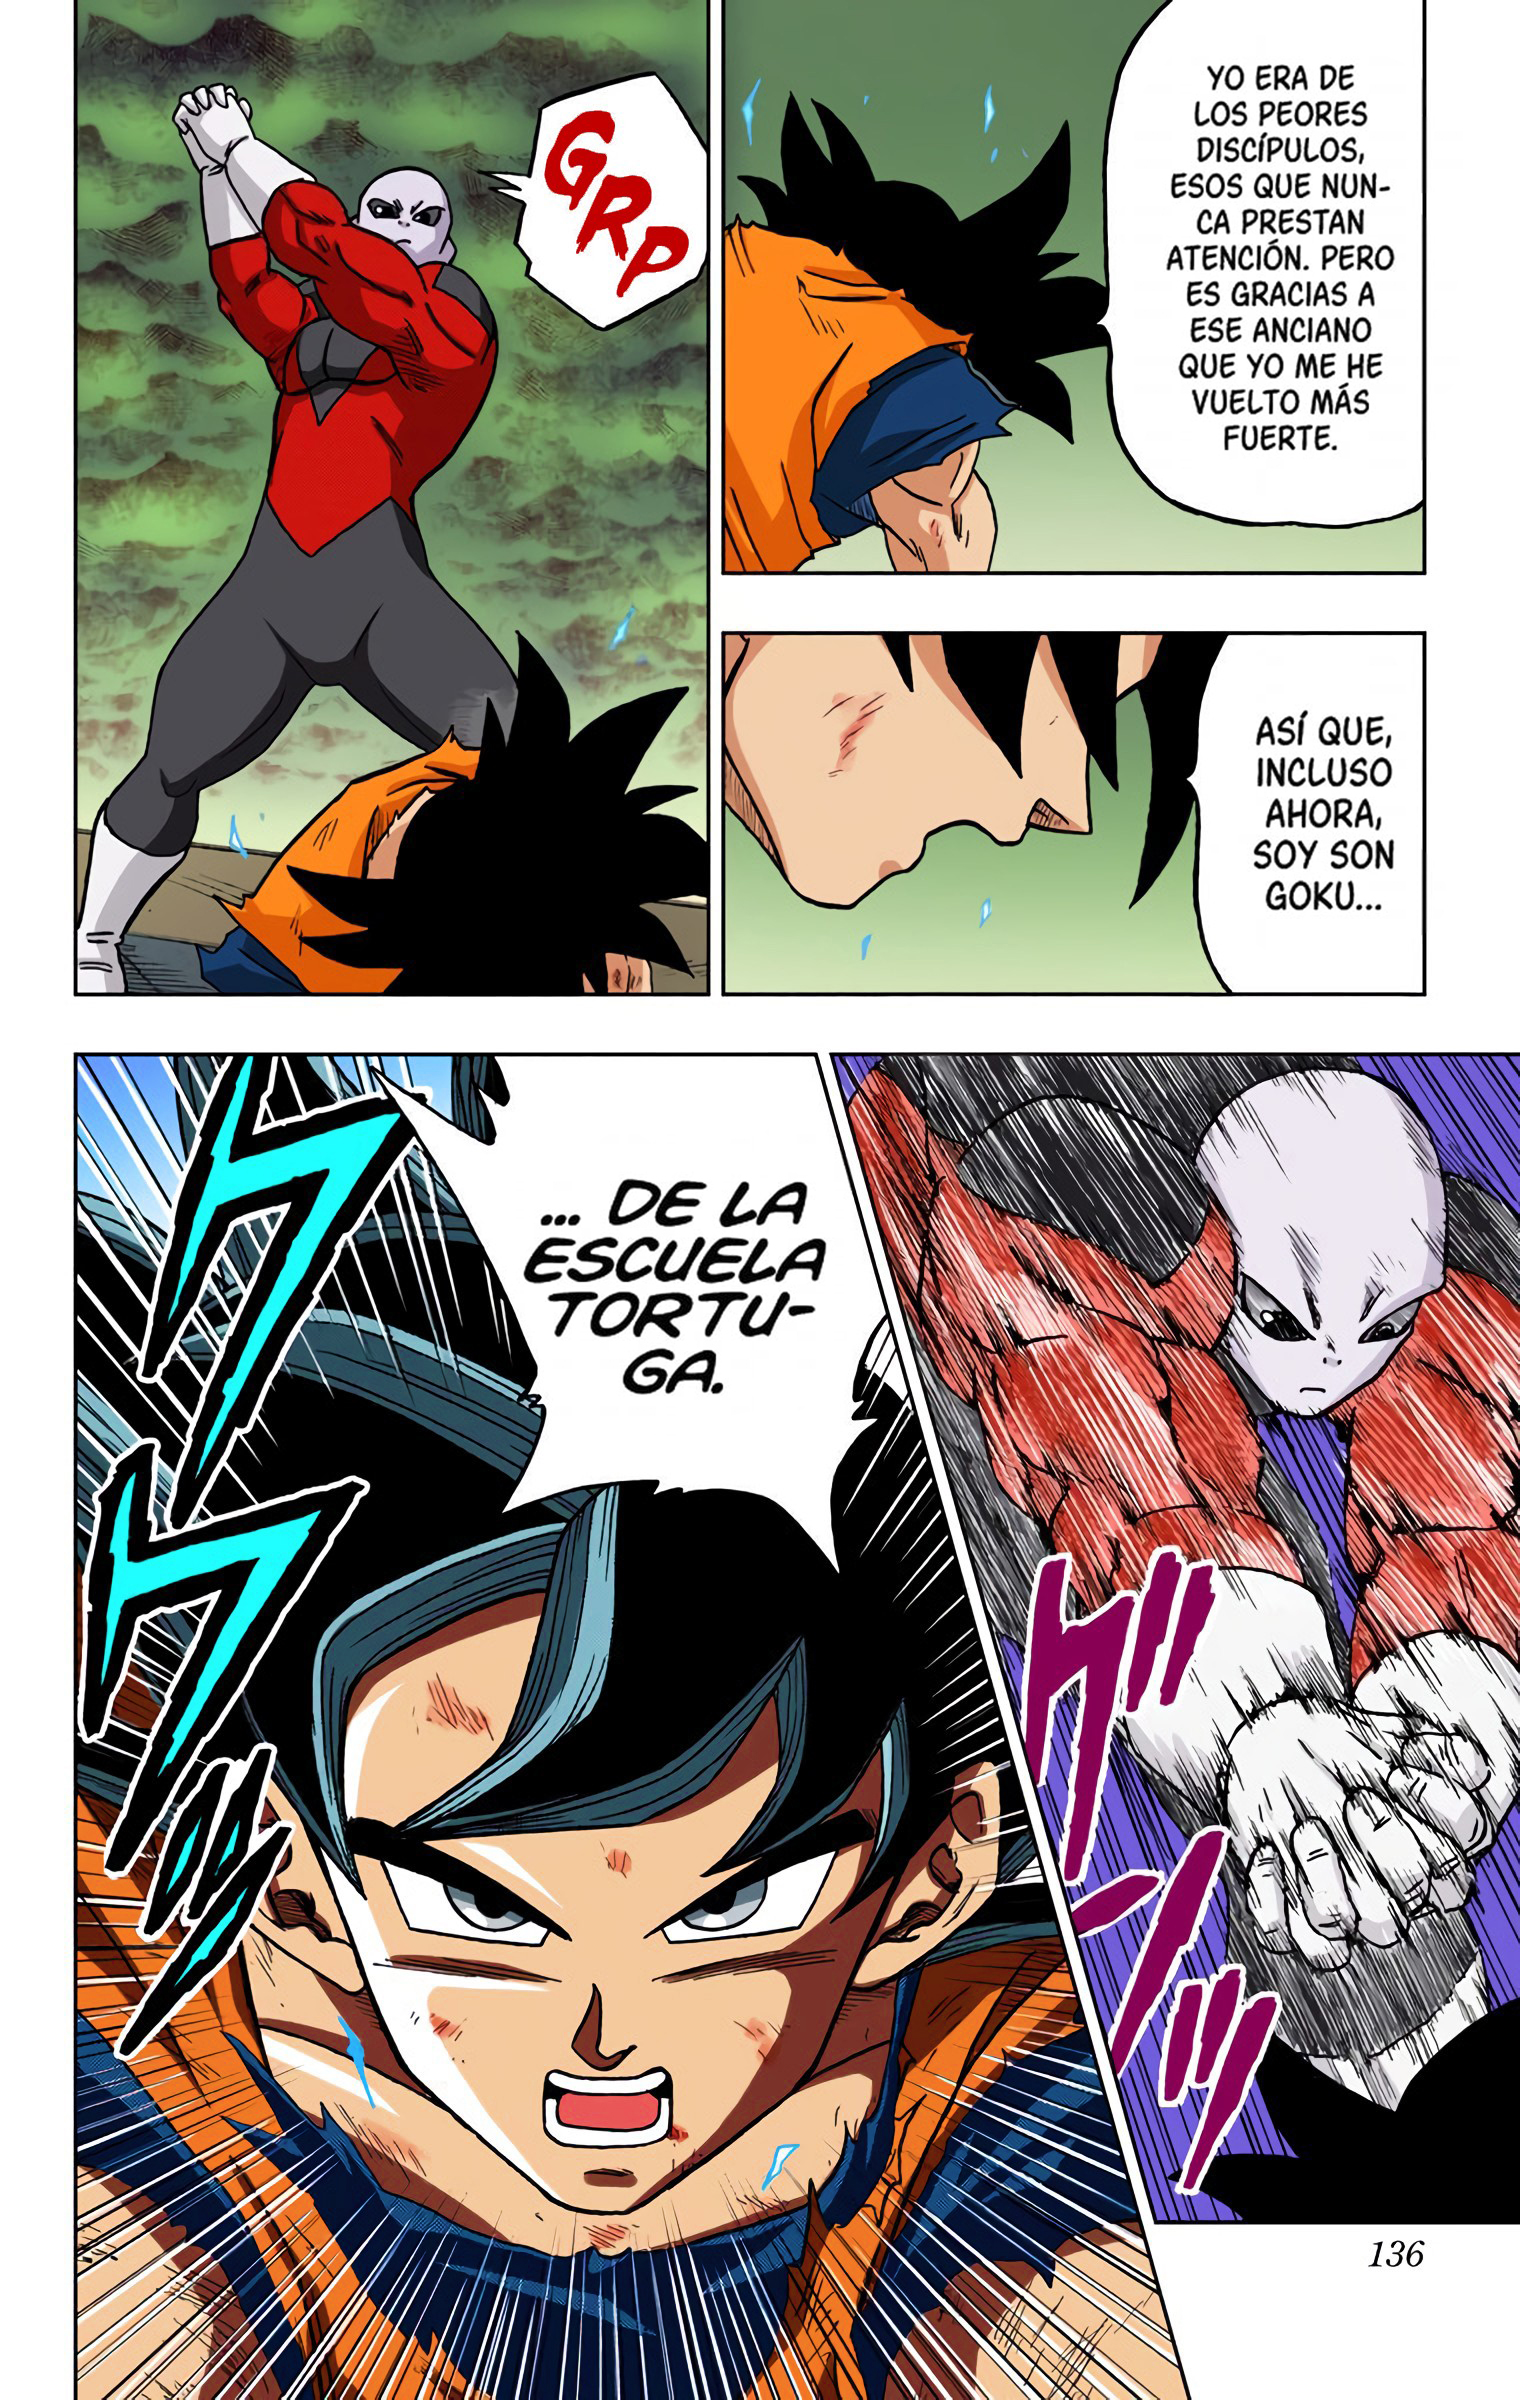 YO ERA DE
LOS PEORES
DISCÍPULOS,
ESOS QUE NUN-
CA PRESTAN
ATENCIÓN. PERO
ES GRACIAS A
ESE ANCIANO
QUE YO ME HE
VUELTO MÁS
FUERTE.
ASÍ QUE,
INCLUSO
AHORA,
SOY SON
GOKU...
GRP
... DE LA
ESCUELA
TORTU-
GA.
136